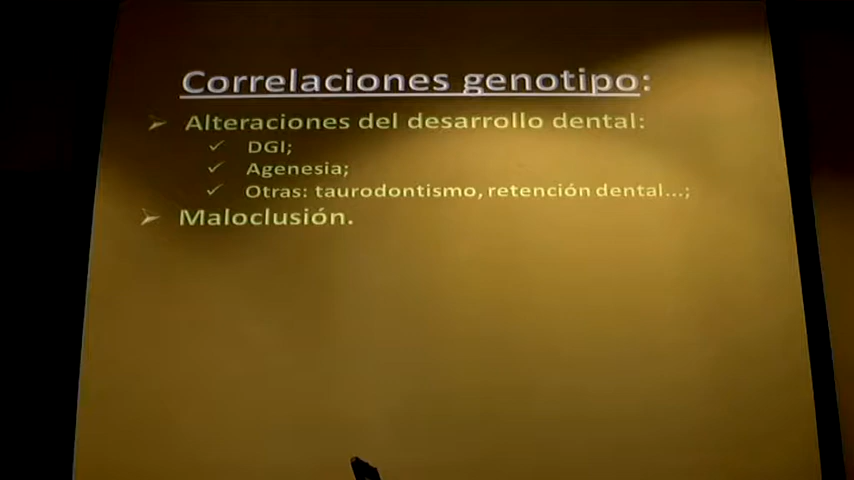 Correlaciones genotipo:
Alteraciones del desarrollo dental:
DGI;
Agenesia;
Otras: taurodontismo, retención dental...;
Maloclusión.